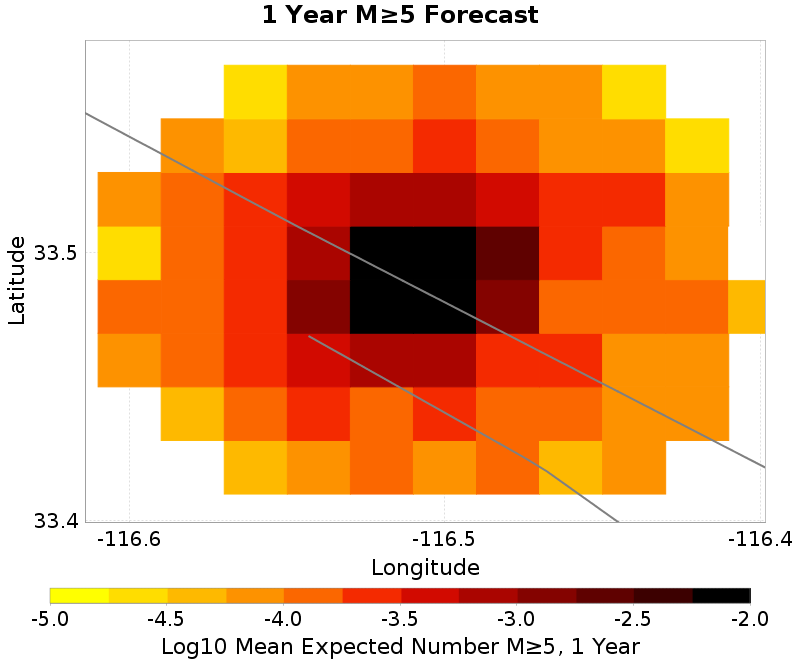 1 Year M≥5 Forecast
Latitude
33.5
33.4
-116.6 -116.5 -116.4
Longitude
-5.0 -4.5 -4.0 -3.5 -3.0 -2.5 -2.0
Log10 Mean Expected Number M≥5, 1 Year